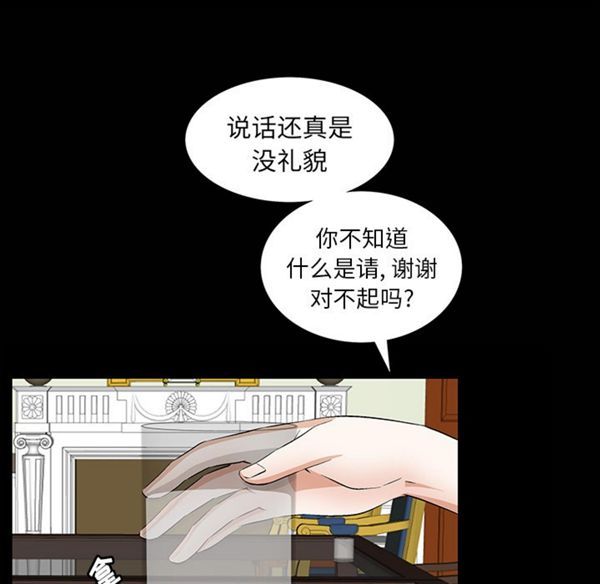 说话还真是
没礼貌
你不知道
什么是请,谢谢
对不起吗?